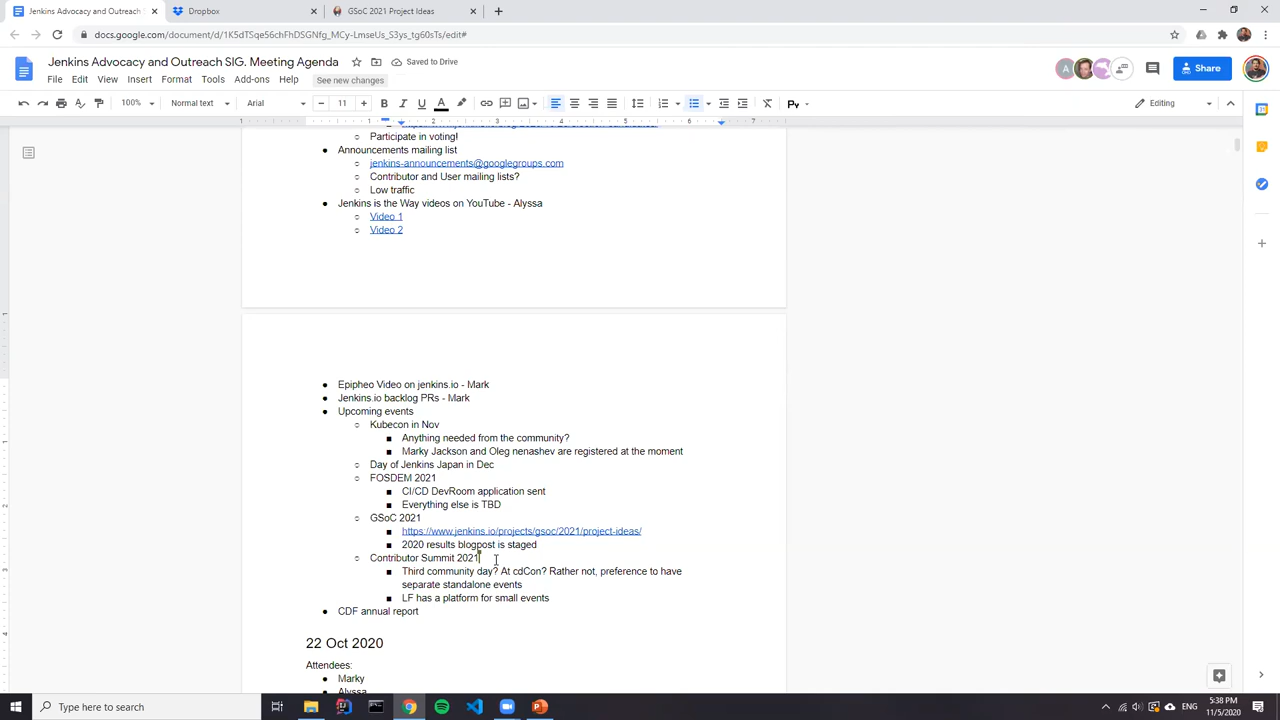 Jenkins Advocacy and Outreach S
Dropbox
GSoC 2021 Project Ideas
docs.google.com/document/d/1K5dTSqe56chFhDSGNfg_MCy-LmseUs_S3ys_tg60sTs/edit#
Jenkins Advocacy and Outreach SIG. Meeting Agenda
Saved to Drive
File Edit View Insert Format Tools Add-ons Help
See new changes
A
Share
100%
Normal text
Arial
11
B I U A
Editing
1 1 2 3 4 5 6 7
Participate in voting!
Announcements mailing list
jenkins-announcements@googlegroups.com
Contributor and User mailing lists?
Low traffic
Jenkins is the Way videos on YouTube - Alyssa
Video 1
Video 2
Epipheo Video on jenkins.io - Mark
Jenkins.io backlog PRs - Mark
Upcoming events
Kubecon in Nov
Anything needed from the community?
Marky Jackson and Oleg nenashev are registered at the moment
Day of Jenkins Japan in Dec
FOSDEM 2021
CI/CD DevRoom application sent
Everything else is TBD
GSoC 2021
https://www.jenkins.io/projects/gsoc/2021/project-ideas/
2020 results blogpost is staged
Contributor Summit 2021
Third community day? At cdCon? Rather not, preference to have
separate standalone events
LF has a platform for small events
CDF annual report
22 Oct 2020
Attendees:
Marky
Alyssa
Type here to search
ENG
5:38 PM
11/5/2020